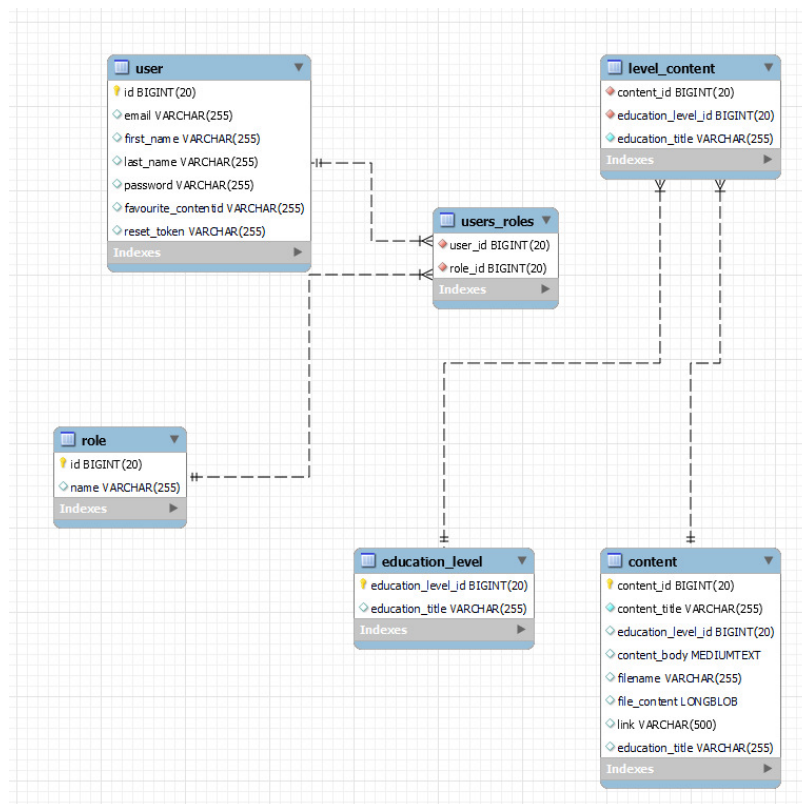 user
id BIGINT(20)
email VARCHAR(255)
first_name VARCHAR(255)
last_name VARCHAR(255)
password VARCHAR(255)
favourite_contentid VARCHAR(255)
reset_token VARCHAR(255)
Indexes
level_content
content_id BIGINT(20)
education_level_id BIGINT(20)
education_title VARCHAR(255)
Indexes
users_roles
user_id BIGINT(20)
role_id BIGINT(20)
Indexes
role
id BIGINT(20)
name VARCHAR(255)
Indexes
education_level
education_level_id BIGINT(20)
education_title VARCHAR(255)
Indexes
content
content_id BIGINT(20)
content_title VARCHAR(255)
education_level_id BIGINT(20)
content_body MEDIUMTEXT
filename VARCHAR(255)
file_content LONGBLOB
link VARCHAR(500)
education_title VARCHAR(255)
Indexes